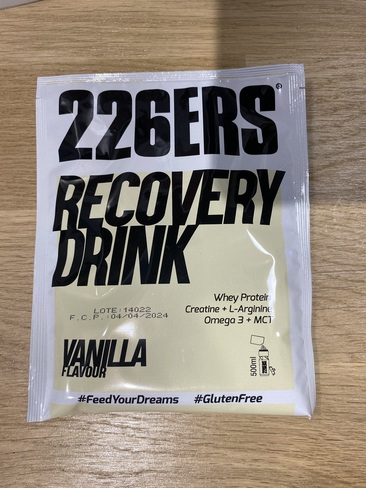 226ERS®
RECOVERY
DRINK
Whey Protein
Creatine + L-Arginine
Omega 3 + MCT
LOTE:14022
F.C.P.:04/04/2024
VANILLA
FLAVOUR
500ml
#FeedYourDreams #GlutenFree